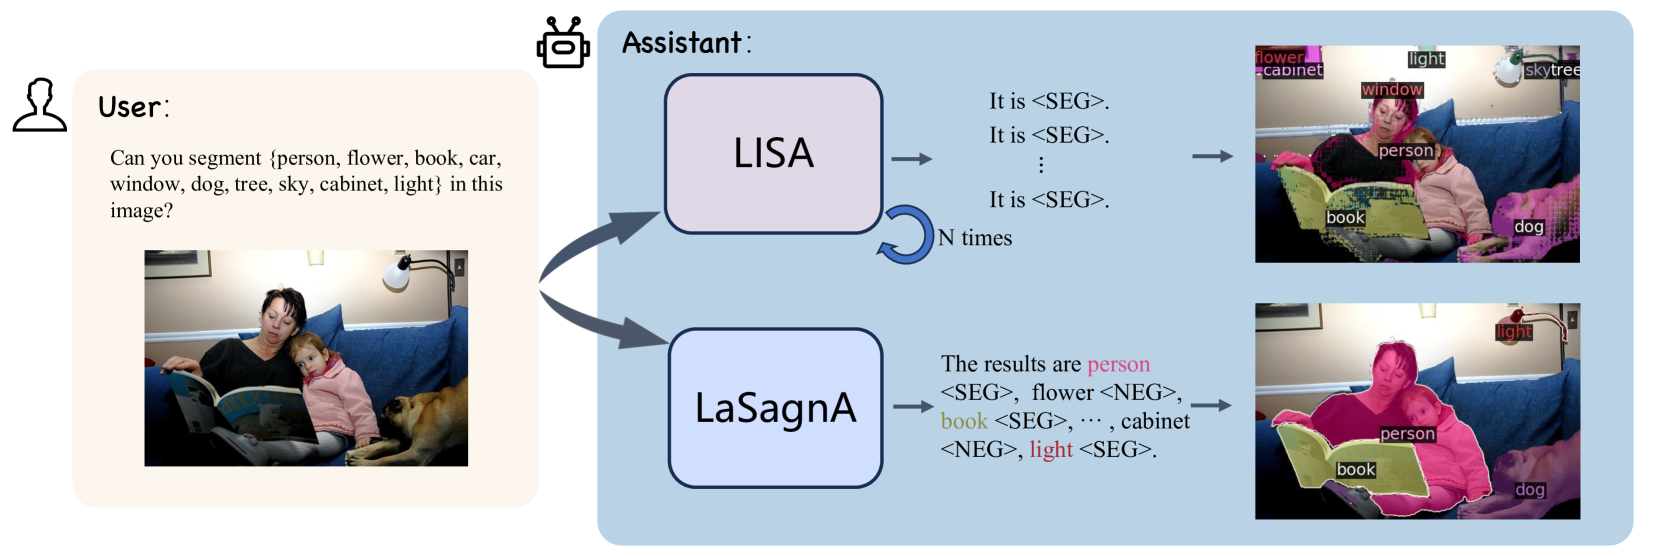 User:
Can you segment {person, flower, book, car,
window, dog, tree, sky, cabinet, light} in this
image?
Assistant:
LISA
N times
It is <SEG>.
It is <SEG>.
⋮
It is <SEG>.
flower
cabinet
light
skytree
window
person
book
dog
LaSagnA
The results are person
<SEG>, flower <NEG>,
book <SEG>, ··· , cabinet
<NEG>, light <SEG>.
light
person
book
dog